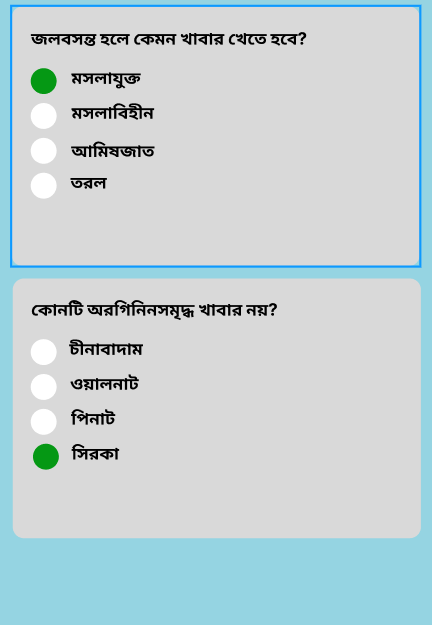 জলবসন্ত হলে কেমন খাবার খেতে হবে?
মসলাযুক্ত
মসলাবিহীন
আমিষজাত
তরল
কোনটি অরগিনিনসমৃদ্ধ খাবার নয়?
চীনাবাদাম
ওয়ালনাট
পিনাট
সিরকা